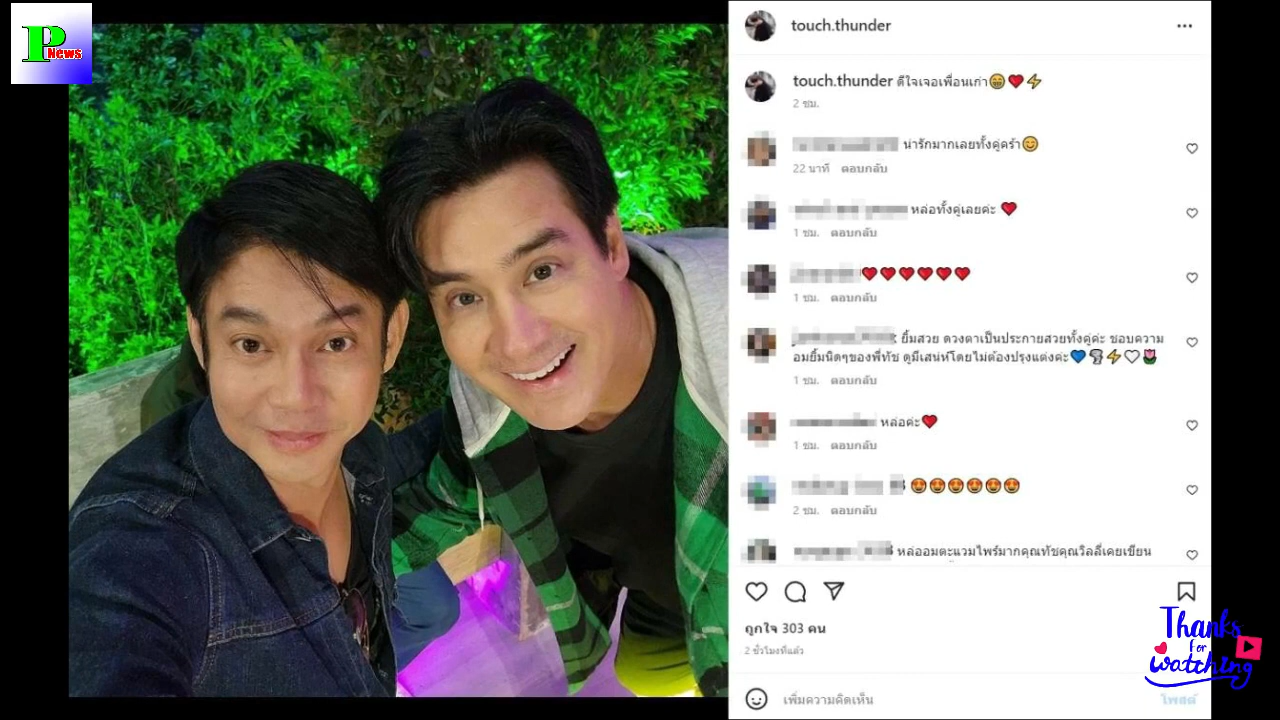 P
News
touch.thunder
touch.thunder ดีใจเจอเพื่อนเก่า😁❤️⚡
2 ชม.
น่ารักมากเลยทั้งคู่คร้า😊
22 นาที ตอบกลับ
หล่อทั้งคู่เลยค่ะ ❤️
1 ชม. ตอบกลับ
❤️❤️❤️❤️❤️❤️
1 ชม. ตอบกลับ
ยิ้มสวย ดวงตาเป็นประกายสวยทั้งคู่ค่ะ ชอบความ
อมยิ้มนิดๆของพี่ทัช ดูมีเสน่ห์โดยไม่ต้องปรุงแต่งค่ะ💙🌪️⚡🤍🌷
1 ชม. ตอบกลับ
หล่อค่ะ❤️
1 ชม. ตอบกลับ
😍😍😍😍😍😍
2 ชม. ตอบกลับ
หล่ออมตะแวมไพร์มากคุณทัชคุณวิลลี่เคยเขียน
ถูกใจ 303 คน
2 ชั่วโมงที่แล้ว
เพิ่มความคิดเห็น
โพสต์
Thanks
for
watching